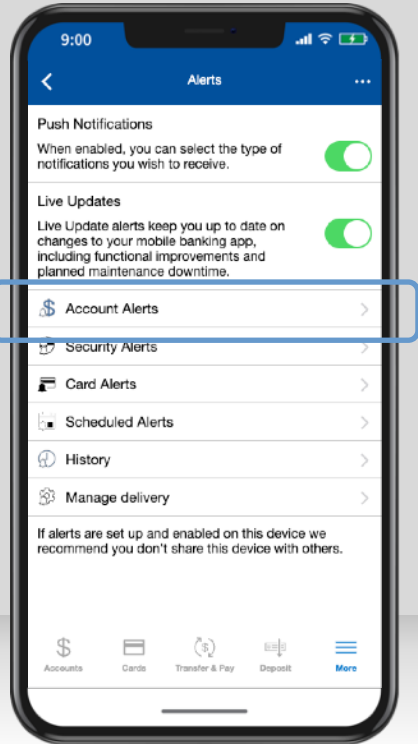 9:00
Alerts
Push Notifications
When enabled, you can select the type of
notifications you wish to receive.
Live Updates
Live Update alerts keep you up to date on
changes to your mobile banking app,
including functional improvements and
planned maintenance downtime.
Account Alerts
Security Alerts
Card Alerts
Scheduled Alerts
History
Manage delivery
If alerts are set up and enabled on this device we
recommend you don't share this device with others.
Accounts Cards Transfer & Pay Deposit More